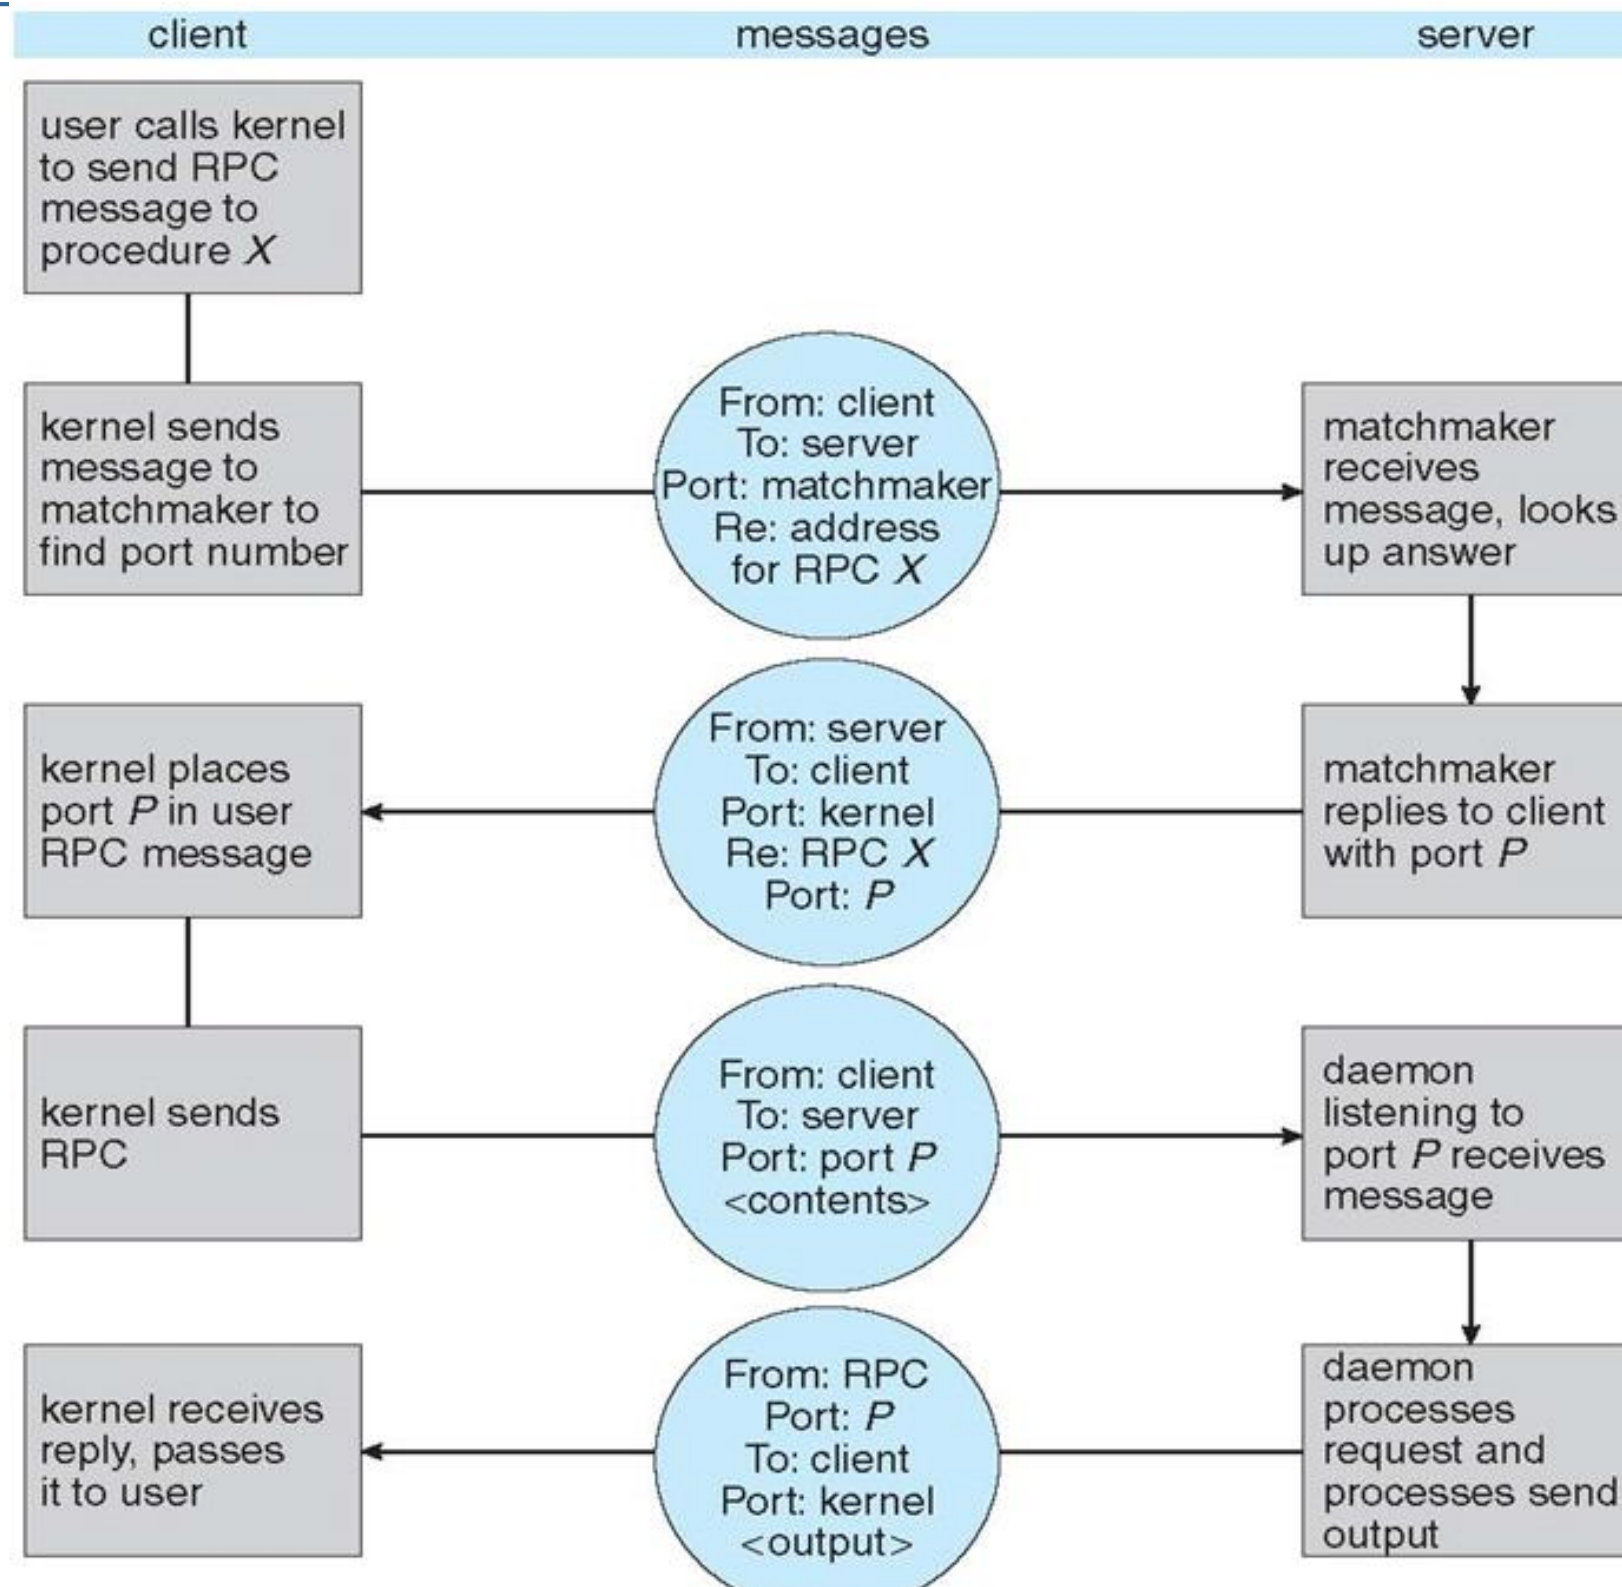 client
messages
server
user calls kernel
to send RPC
message to
procedure X
kernel sends
message to
matchmaker to
find port number
From: client
To: server
Port: matchmaker
Re: address
for RPC X
matchmaker
receives
message, looks
up answer
kernel places
port P in user
RPC message
From: server
To: client
Port: kernel
Re: RPC X
Port: P
matchmaker
replies to client
with port P
kernel sends
RPC
From: client
To: server
Port: port P
<contents>
daemon
listening to
port P receives
message
kernel receives
reply, passes
it to user
From: RPC
Port: P
To: client
Port: kernel
<output>
daemon
processes
request and
processes send
output